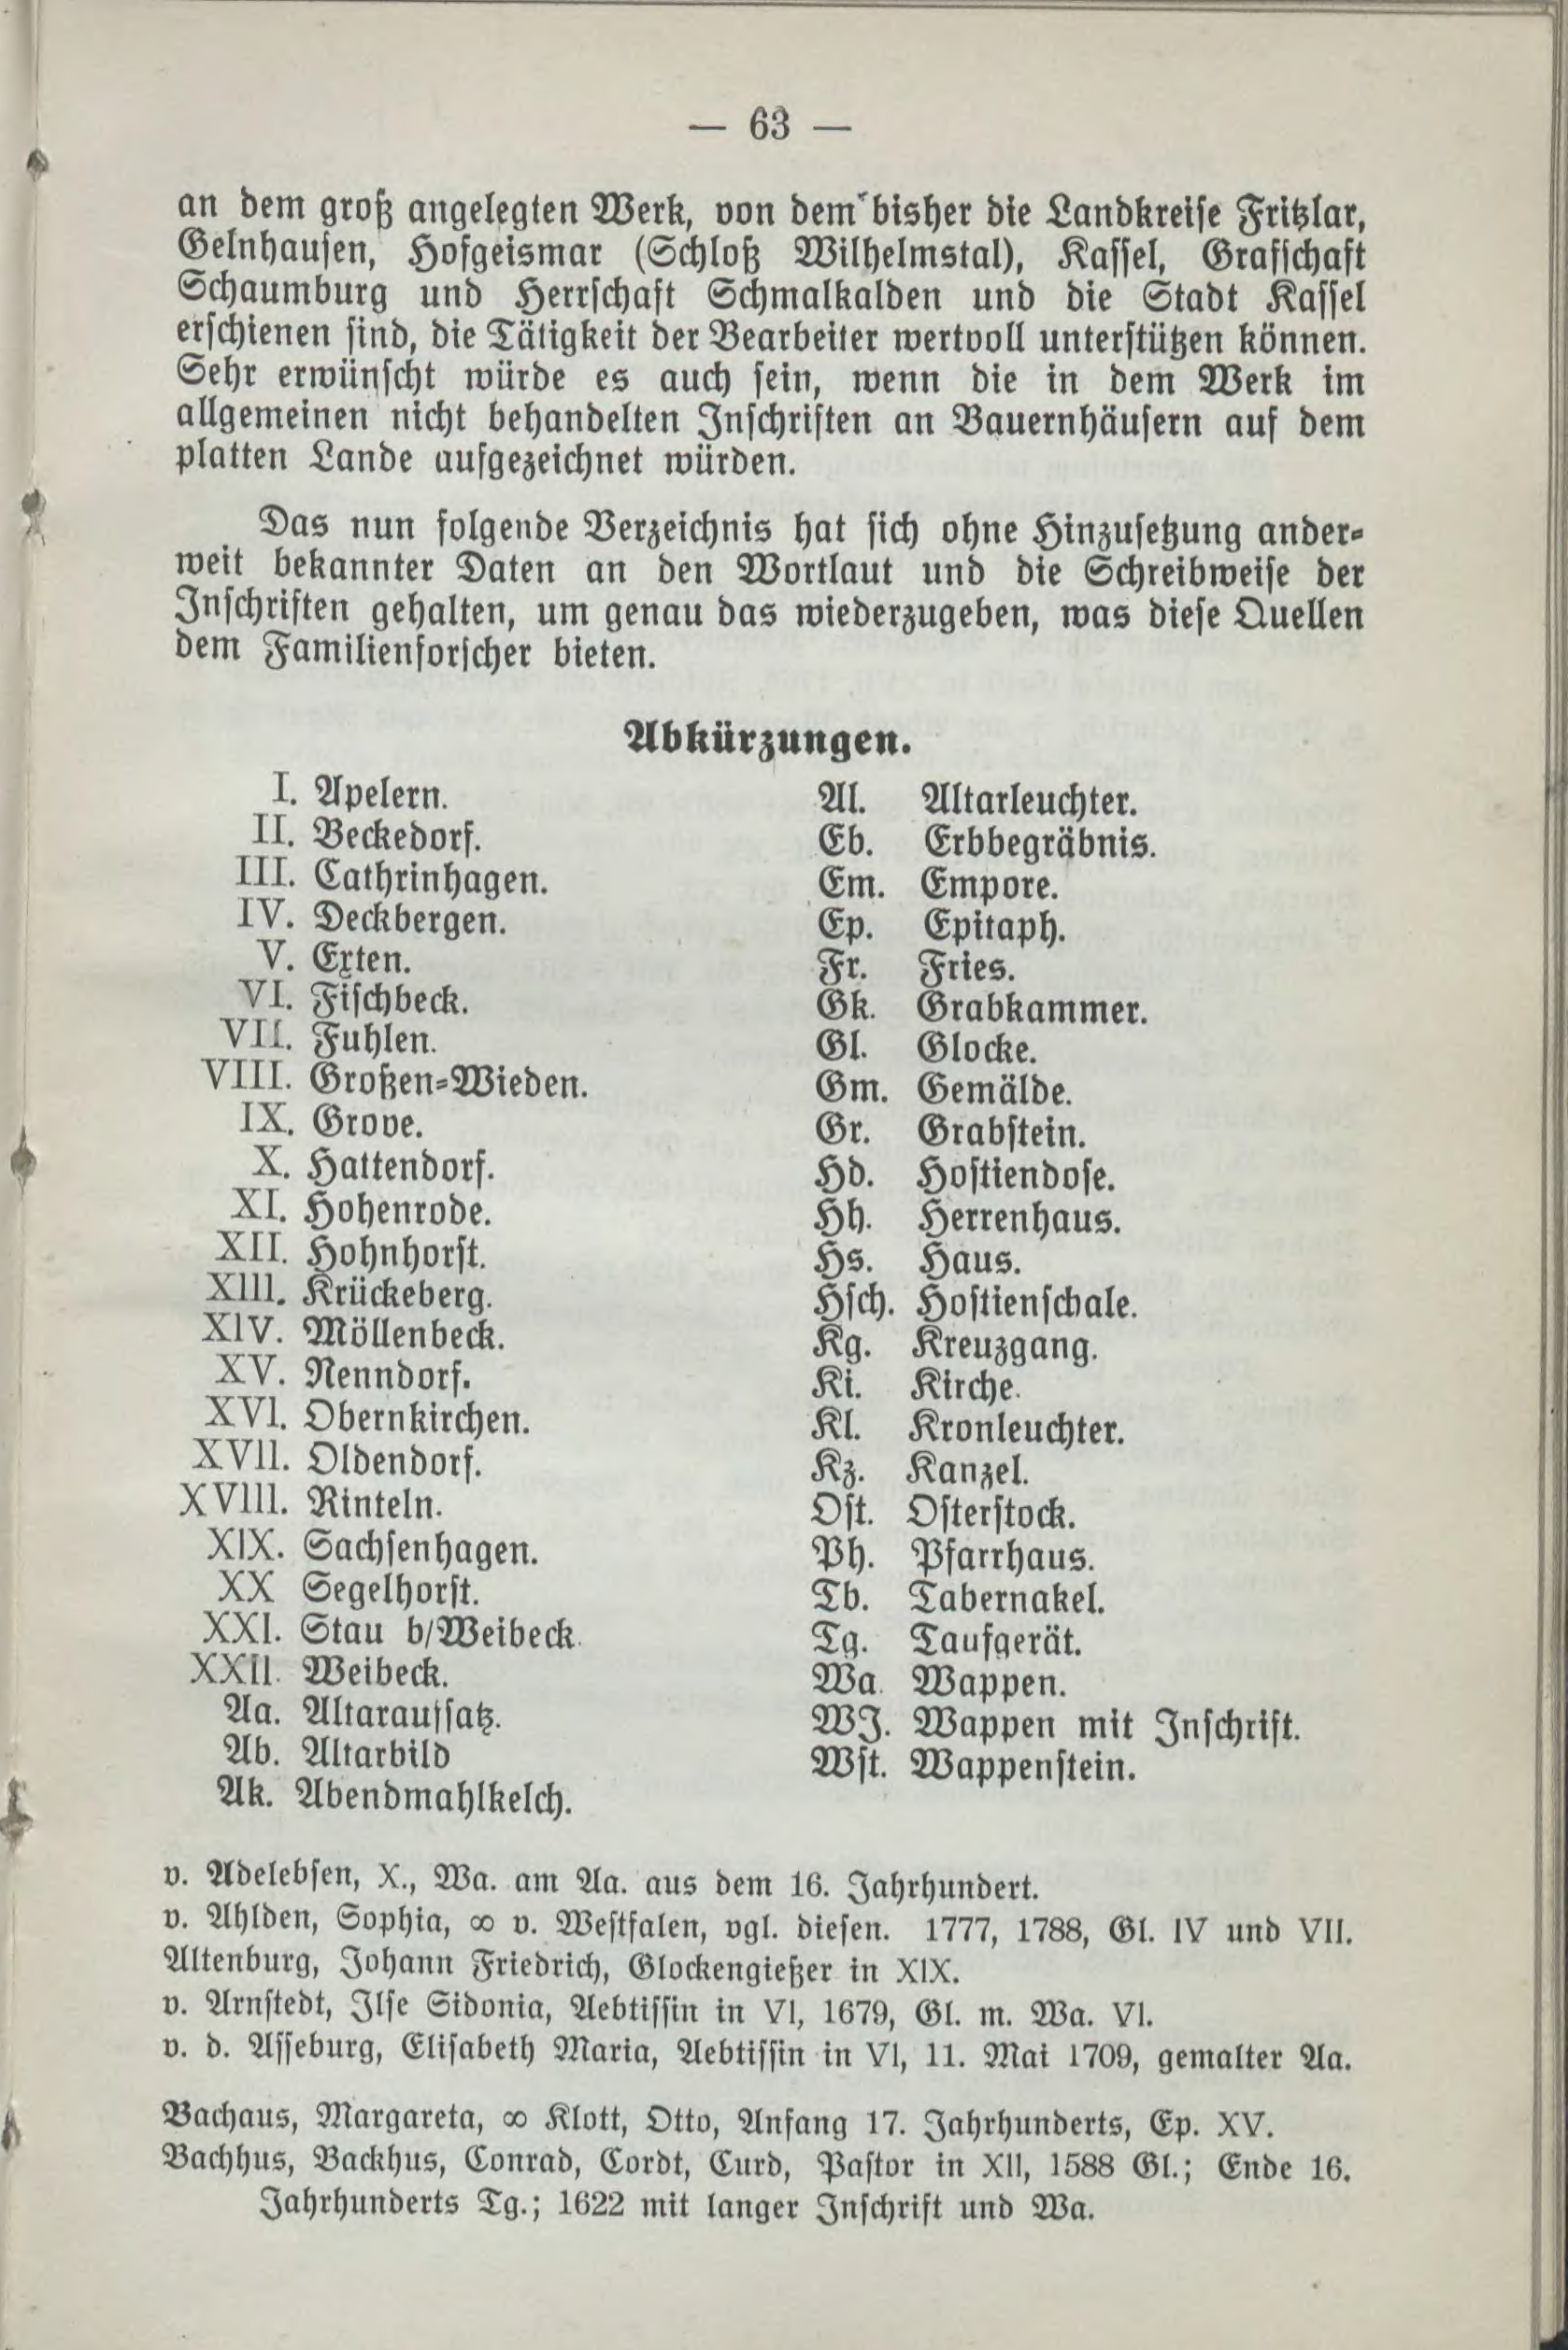 — 63 —
an dem groß angelegten Werk, von dem bisher die Landkreise Fritzlar,
Gelnhausen, Hofgeismar (Schloß Wilhelmstal), Kassel, Grafschaft
Schaumburg und Herrschaft Schmalkalden und die Stadt Kassel
erschienen sind, die Tätigkeit der Bearbeiter wertvoll unterstützen können.
Sehr erwünscht würde es auch sein, wenn die in dem Werk im
allgemeinen nicht behandelten Inschriften an Bauernhäusern auf dem
platten Lande aufgezeichnet würden.
Das nun folgende Verzeichnis hat sich ohne Hinzusetzung ander-
weit bekannter Daten an den Wortlaut und die Schreibweise der
Inschriften gehalten, um genau das wiederzugeben, was diese Quellen
dem Familienforscher bieten.
Abkürzungen.
I. Apelern.
II. Beckedorf.
III. Cathrinhagen.
IV. Deckbergen.
V. Exten.
VI. Fischbeck.
VII. Fuhlen.
VIII. Großen-Wieden.
IX. Grove.
X. Hattendorf.
XI. Hohenrode.
XII. Hohnhorst.
XIII. Krückeberg.
XIV. Möllenbeck.
XV. Nenndorf.
XVI. Obernkirchen.
XVII. Oldendorf.
XVIII. Rinteln.
XIX. Sachsenhagen.
XX Segelhorst.
XXI. Stau b/Weibeck.
XXII. Weibeck.
Aa. Altaraufsatz.
Ab. Altarbild
Ak. Abendmahlkelch.
Al. Altarleuchter.
Eb. Erbbegräbnis.
Em. Empore.
Ep. Epitaph.
Fr. Fries.
Gk. Grabkammer.
Gl. Glocke.
Gm. Gemälde.
Gr. Grabstein.
Hd. Hostiendose.
Hh. Herrenhaus.
Hs. Haus.
Hsch. Hostienschale.
Kg. Kreuzgang.
Ki. Kirche.
Kl. Kronleuchter.
Kz. Kanzel.
Ost. Osterstock.
Ph. Pfarrhaus.
Tb. Tabernakel.
Tg. Taufgerät.
Wa. Wappen.
WJ. Wappen mit Inschrift.
Wst. Wappenstein.
v. Adelebsen, X., Wa. am Aa. aus dem 16. Jahrhundert.
v. Ahlden, Sophia, ∞ v. Westfalen, vgl. diesen. 1777, 1788, Gl. IV und VII.
Altenburg, Johann Friedrich, Glockengießer in XIX.
v. Arnstedt, Ilse Sidonia, Aebtissin in VI, 1679, Gl. m. Wa. VI.
v. d. Asseburg, Elisabeth Maria, Aebtissin in VI, 11. Mai 1709, gemalter Aa.
Bachaus, Margareta, ∞ Klott, Otto, Anfang 17. Jahrhunderts, Ep. XV.
Bachhus, Backhus, Conrad, Cordt, Curd, Pastor in XII, 1588 Gl.; Ende 16.
Jahrhunderts Tg.; 1622 mit langer Inschrift und Wa.